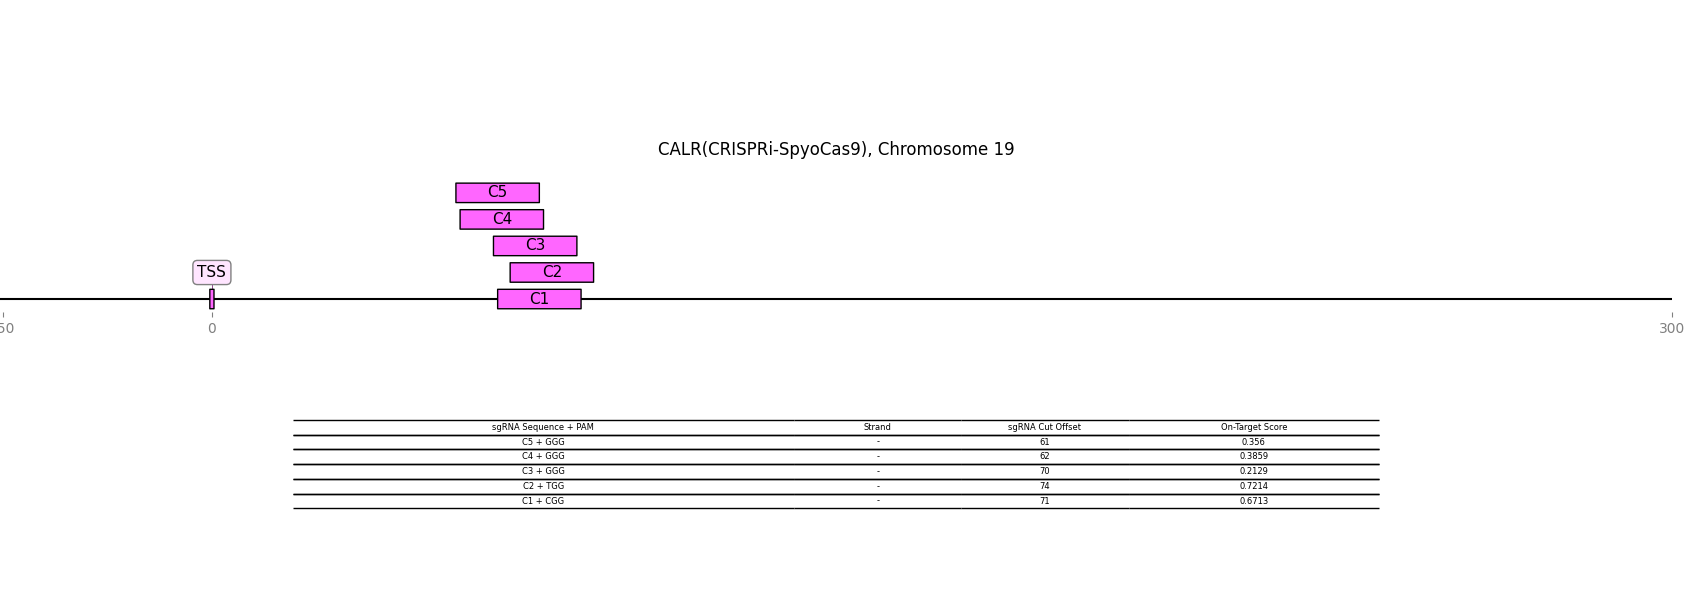 CALR(CRISPRi-SpyoCas9), Chromosome 19
C5
C4
C3
TSS
C2
C1
50
0
300
sgRNA Sequence + PAM Strand sgRNA Cut Offset On-Target Score
C5 + GGG - 61 0.356
C4 + GGG - 62 0.3859
C3 + GGG - 70 0.2129
C2 + TGG - 74 0.7214
C1 + CGG - 71 0.6713